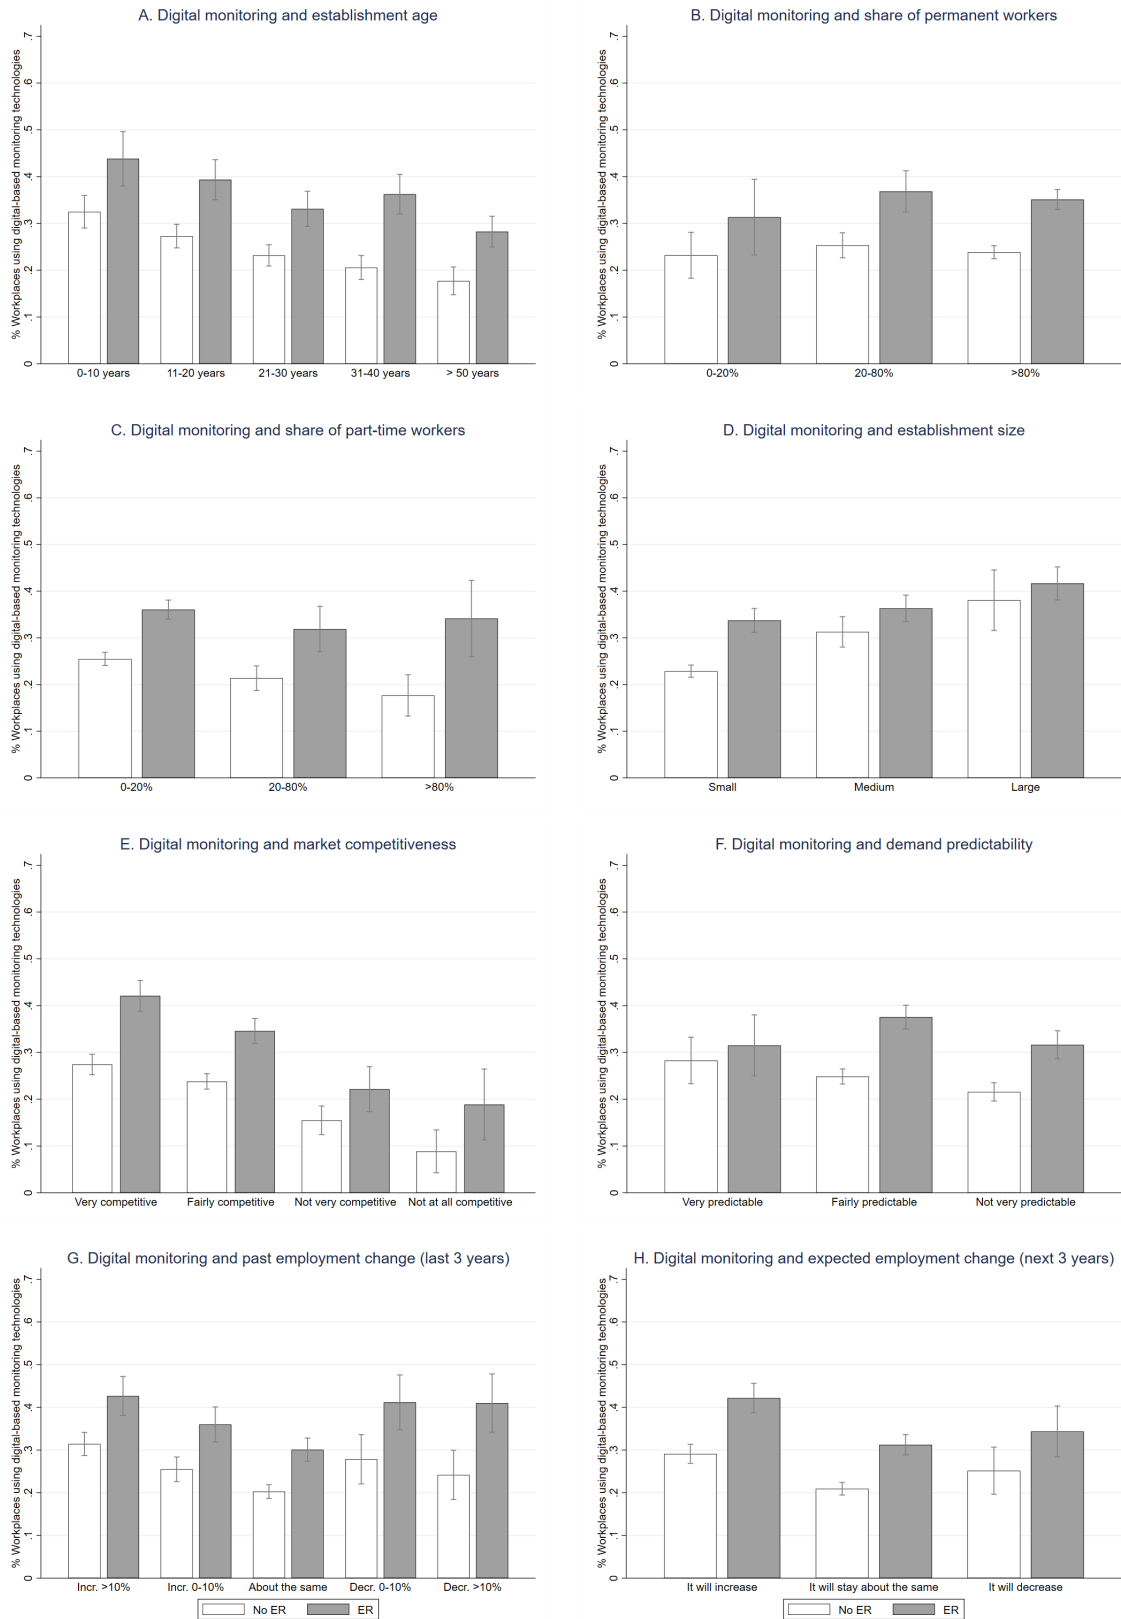 A. Digital monitoring and establishment age
% Workplaces using digital-based monitoring technologies
.7
.6
.5
.4
.3
.2
.1
0
0-10 years 11-20 years 21-30 years 31-40 years > 50 years
B. Digital monitoring and share of permanent workers
% Workplaces using digital-based monitoring technologies
.7
.6
.5
.4
.3
.2
.1
0
0-20% 20-80% >80%
C. Digital monitoring and share of part-time workers
% Workplaces using digital-based monitoring technologies
.7
.6
.5
.4
.3
.2
.1
0
0-20% 20-80% >80%
D. Digital monitoring and establishment size
% Workplaces using digital-based monitoring technologies
.7
.6
.5
.4
.3
.2
.1
0
Small Medium Large
E. Digital monitoring and market competitiveness
% Workplaces using digital-based monitoring technologies
.7
.6
.5
.4
.3
.2
.1
0
Very competitive Fairly competitive Not very competitive Not at all competitive
F. Digital monitoring and demand predictability
% Workplaces using digital-based monitoring technologies
.7
.6
.5
.4
.3
.2
.1
0
Very predictable Fairly predictable Not very predictable
G. Digital monitoring and past employment change (last 3 years)
% Workplaces using digital-based monitoring technologies
.7
.6
.5
.4
.3
.2
.1
0
Incr. >10% Incr. 0-10% About the same Decr. 0-10% Decr. >10%
No ER ER
H. Digital monitoring and expected employment change (next 3 years)
% Workplaces using digital-based monitoring technologies
.7
.6
.5
.4
.3
.2
.1
0
It will increase It will stay about the same It will decrease
No ER ER